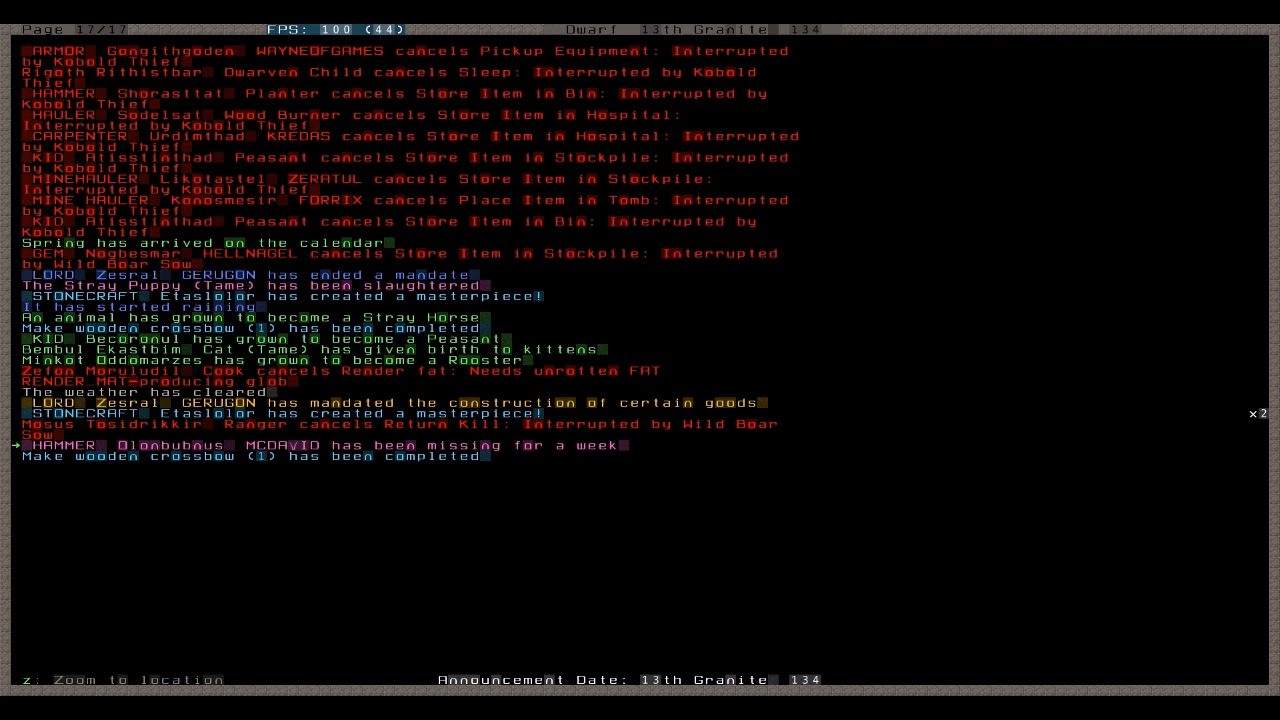 Page 17/17 FPS: 100 (44) Dwarf 13th Granite 134
ARMOR Gongithgoden WAYNEOFGAMES cancels Pickup Equipment: Interrupted
by Kobold Thief
Rigoth Rithistbar Dwarven Child cancels Sleep: Interrupted by Kobold
Thief
HAMMER Shorasttat Planter cancels Store Item in Bin: Interrupted by
Kobold Thief
HAULER Sodelsat Wood Burner cancels Store Item in Hospital:
Interrupted by Kobold Thief
CARPENTER Urdimthad KREDAS cancels Store Item in Hospital: Interrupted
by Kobold Thief
KID Atisstinthad Peasant cancels Store Item in Stockpile: Interrupted
by Kobold Thief
MINEHAULER Likotastel ZERATUL cancels Store Item in Stockpile:
Interrupted by Kobold Thief
MINE HAULER Konosmesir FORRIX cancels Place Item in Tomb: Interrupted
by Kobold Thief
KID Atisstinthad Peasant cancels Store Item in Bin: Interrupted by
Kobold Thief
Spring has arrived on the calendar
GEM Nogbesmar HELLNAGEL cancels Store Item in Stockpile: Interrupted
by Wild Boar Sow
LORD Zesral GERUGON has ended a mandate
The Stray Puppy (Tame) has been slaughtered
STONECRAFT Etaslolor has created a masterpiece!
It has started raining
An animal has grown to become a Stray Horse
Make wooden crossbow (1) has been completed
KID Becoronul has grown to become a Peasant
Bembul Ekastbim Cat (Tame) has given birth to kittens
Minkot Oddomarzes has grown to become a Rooster
Zefon Moruludil Cook cancels Render fat: Needs unrotten FAT
RENDER_MAT-producing glob
The weather has cleared
LORD Zesral GERUGON has mandated the construction of certain goods
STONECRAFT Etaslolor has created a masterpiece! x2
Mosus Tosidrikkir Ranger cancels Return Kill: Interrupted by Wild Boar
Sow
HAMMER Olonbubnus MCDAVID has been missing for a week
Make wooden crossbow (1) has been completed
z: Zoom to location Announcement Date: 13th Granite 134